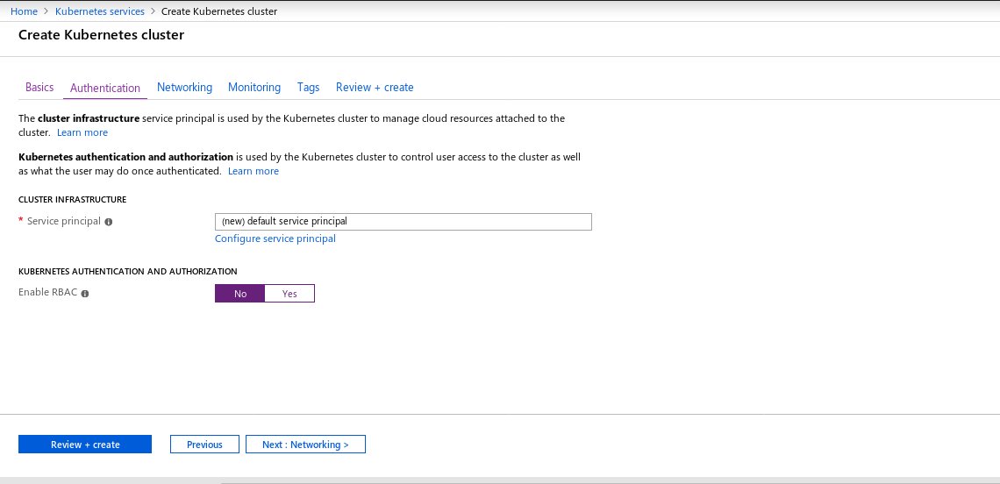 Home > Kubernetes services > Create Kubernetes cluster
Create Kubernetes cluster
Basics Authentication Networking Monitoring Tags Review + create
The cluster infrastructure service principal is used by the Kubernetes cluster to manage cloud resources attached to the
cluster. Learn more
Kubernetes authentication and authorization is used by the Kubernetes cluster to control user access to the cluster as well
as what the user may do once authenticated. Learn more
CLUSTER INFRASTRUCTURE
* Service principal (new) default service principal
Configure service principal
KUBERNETES AUTHENTICATION AND AUTHORIZATION
Enable RBAC No Yes
Review + create Previous Next : Networking >